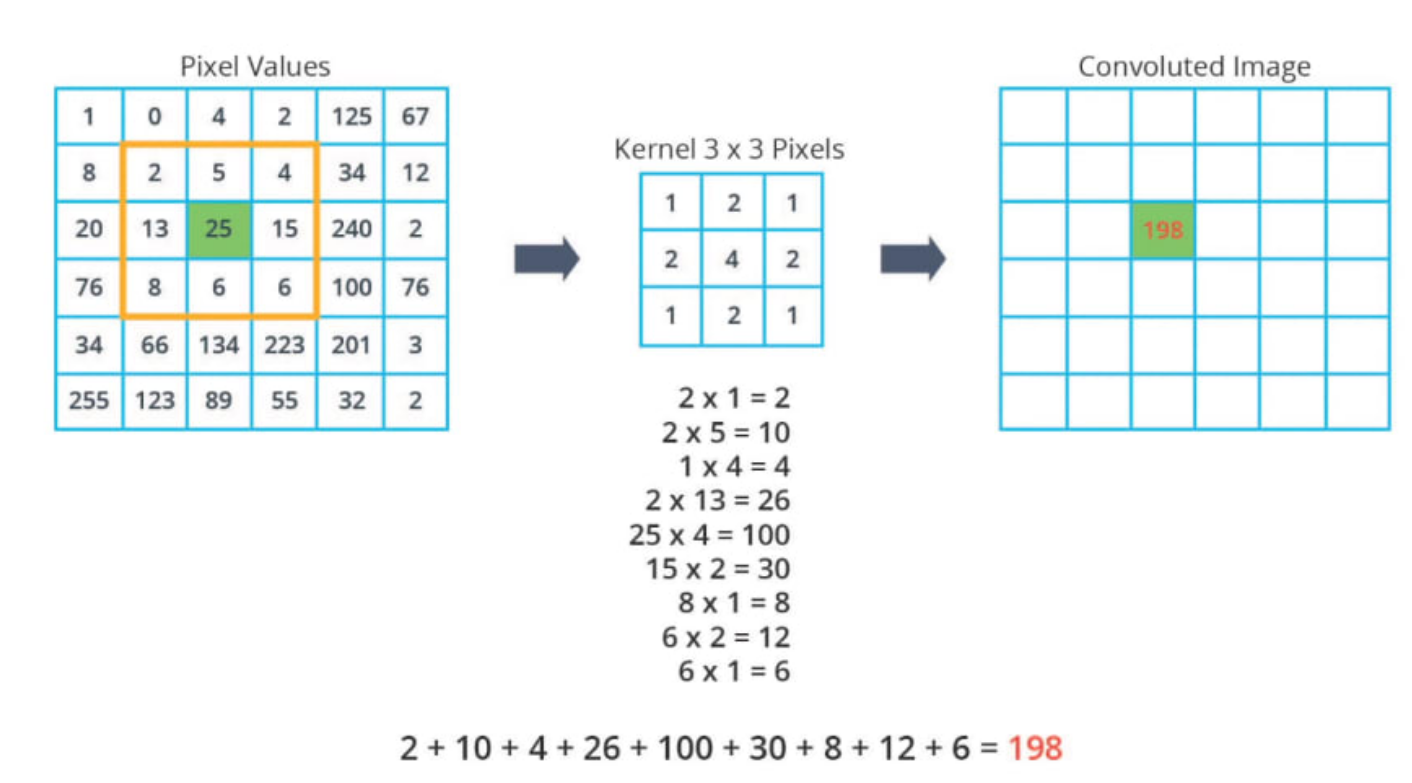 Pixel Values
1 0 4 2 125 67
8 2 5 4 34 12
20 13 25 15 240 2
76 8 6 6 100 76
34 66 134 223 201 3
255 123 89 55 32 2
Kernel 3 x 3 Pixels
1 2 1
2 4 2
1 2 1
2 x 1 = 2
2 x 5 = 10
1 x 4 = 4
2 x 13 = 26
25 x 4 = 100
15 x 2 = 30
8 x 1 = 8
6 x 2 = 12
6 x 1 = 6
Convoluted Image
198
2 + 10 + 4 + 26 + 100 + 30 + 8 + 12 + 6 = 198